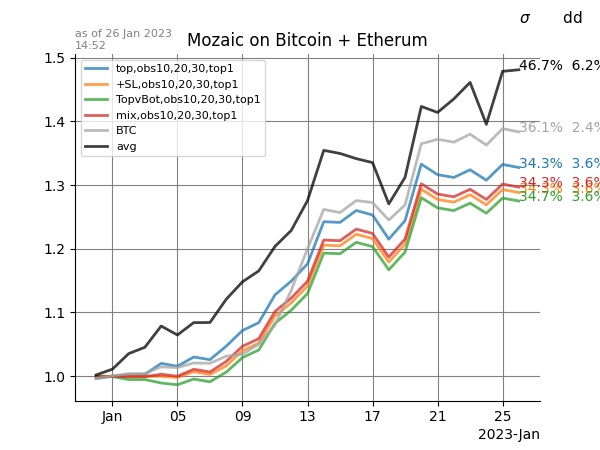 σ dd
as of 26 Jan 2023
14:52
Mozaic on Bitcoin + Etherum
1.5
1.4
1.3
1.2
1.1
1.0
top,obs10,20,30,top1
+SL,obs10,20,30,top1
TopvBot,obs10,20,30,top1
mix,obs10,20,30,top1
BTC
avg
46.7% 6.2%
36.1% 2.4%
34.3% 3.6%
34.3% 3.6%
34.7% 3.6%
Jan 05 09 13 17 21 25
2023-Jan